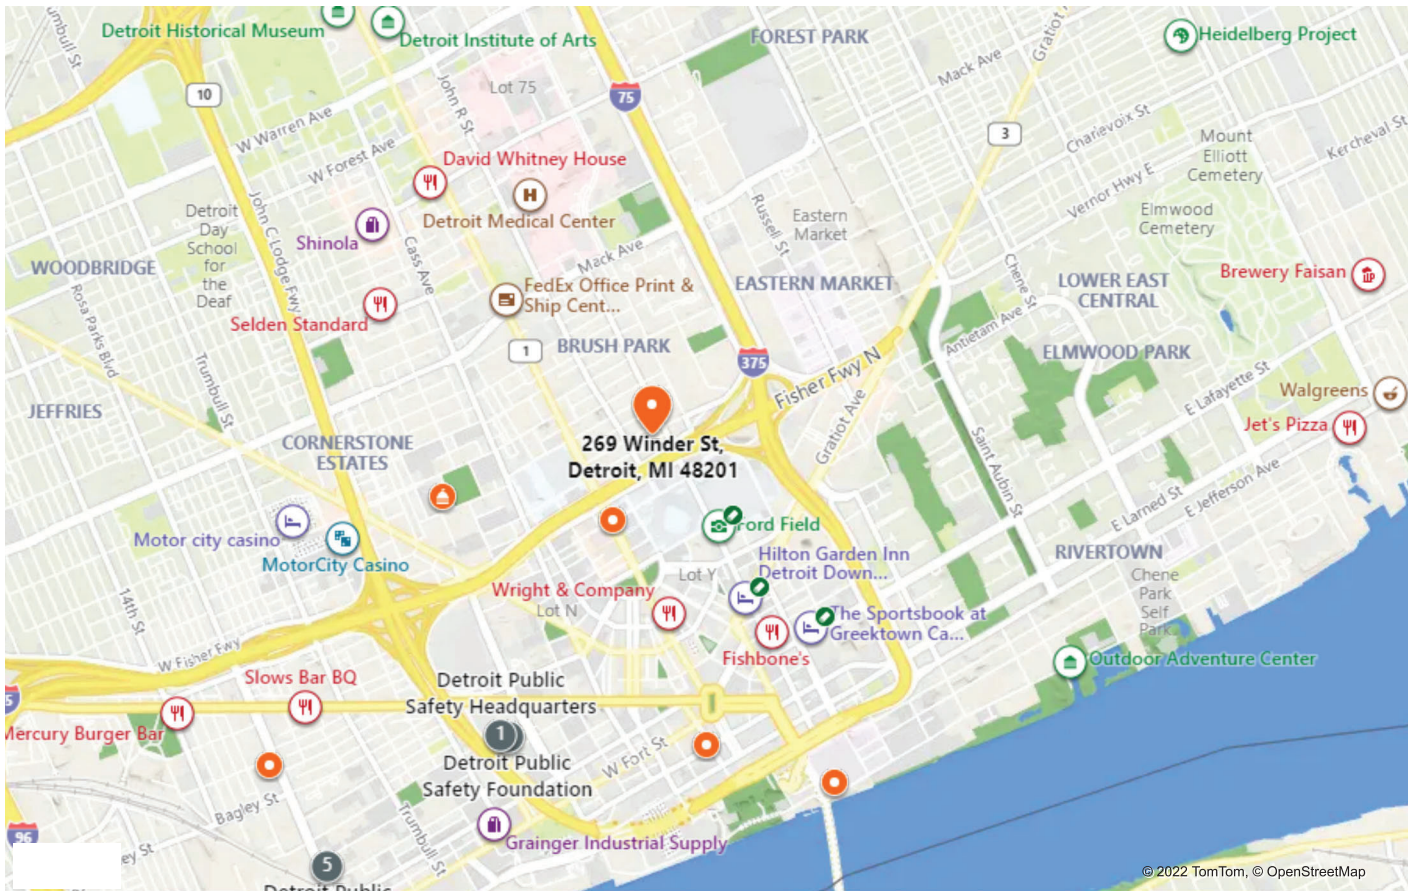 Detroit Historical Museum
Detroit Institute of Arts
FOREST PARK
Gratiot
Heidelberg Project
Trumbull St
Mack Ave
10
John R St
Lot 75
75
3
Charlevoix St
Kercheval St
W Warren Ave
W Forest Ave
David Whitney House
Mount
Elliott
Cemetery
Vernor Hwy E
John C Lodge Fwy
Detroit
Day
School
for
the
Deaf
Shinola
Detroit Medical Center
Russell St
Eastern
Market
Elmwood
Cemetery
WOODBRIDGE
Cass Ave
Mack Ave
EASTERN MARKET
Chene St
LOWER EAST
CENTRAL
Brewery Faisan
Rosa Parks Blvd
Selden Standard
FedEx Office Print &
Ship Cent...
1
BRUSH PARK
375
Fisher Fwy N
Antietam Ave
ELMWOOD PARK
Trumbull St
JEFFRIES
E Lafayette St
Walgreens
Jet's Pizza
CORNERSTONE
ESTATES
269 Winder St,
Detroit, MI 48201
Gratiot Ave
Saint Aubin St
E Larned St
E Jefferson Ave
Motor city casino
MotorCity Casino
Ford Field
Hilton Garden Inn
Detroit Down...
RIVERTOWN
Chene
Park
Self
Park
Lot Y
Wright & Company
Lot N
The Sportsbook at
Greektown Ca...
14th St
W Fisher Fwy
Fishbone's
Outdoor Adventure Center
Slows Bar BQ
Detroit Public
Safety Headquarters
1
Mercury Burger Bar
Detroit Public
Safety Foundation
W Fort St
Bagley St
Trumbull St
Grainger Industrial Supply
96
5
Detroit Public
© 2022 TomTom, © OpenStreetMap